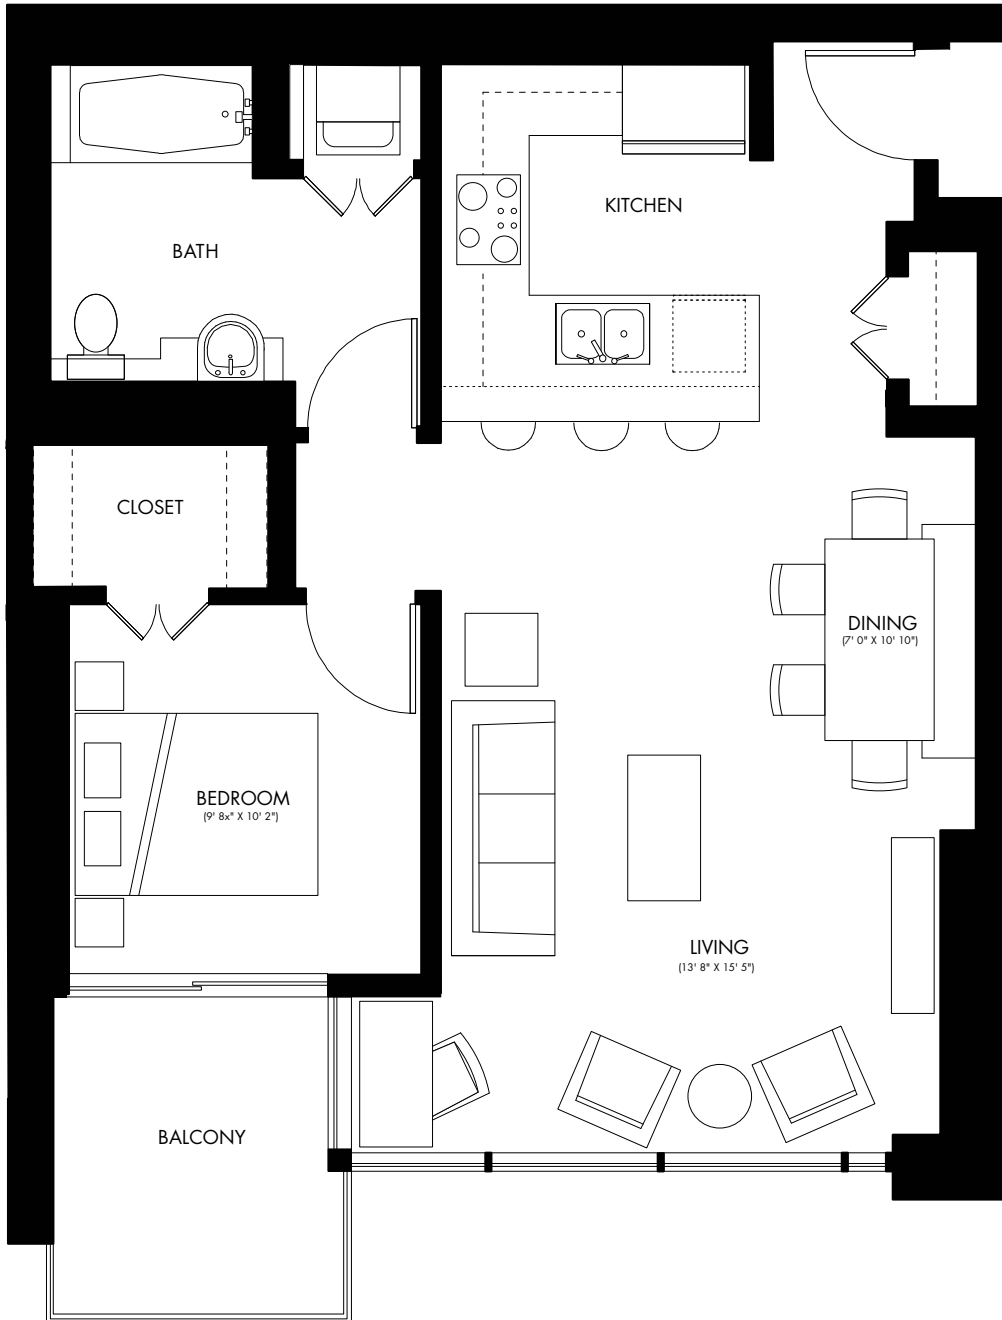 KITCHEN
BATH
CLOSET
DINING
(7' 0" X 10' 10")
BEDROOM
(9' 8x" X 10' 2")
LIVING
(13' 8" X 15' 5")
BALCONY